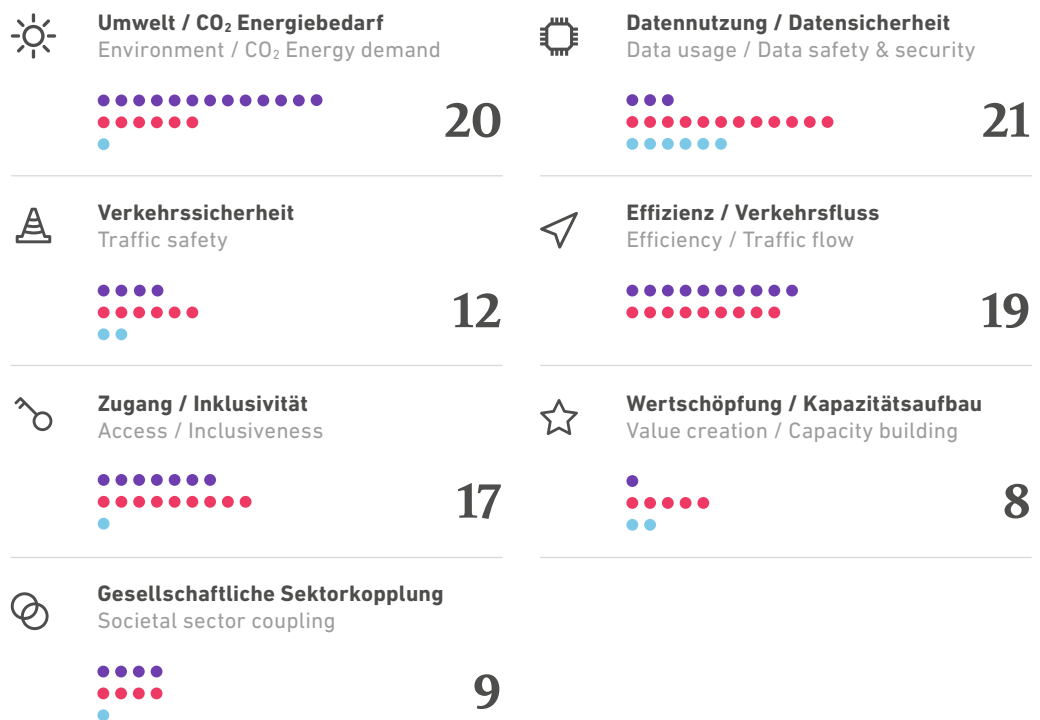 Umwelt / CO₂ Energiebedarf
Environment / CO₂ Energy demand
20
Datennutzung / Datensicherheit
Data usage / Data safety & security
21
Verkehrssicherheit
Traffic safety
12
Effizienz / Verkehrsfluss
Efficiency / Traffic flow
19
Zugang / Inklusivität
Access / Inclusiveness
17
Wertschöpfung / Kapazitätsaufbau
Value creation / Capacity building
8
Gesellschaftliche Sektorkopplung
Societal sector coupling
9